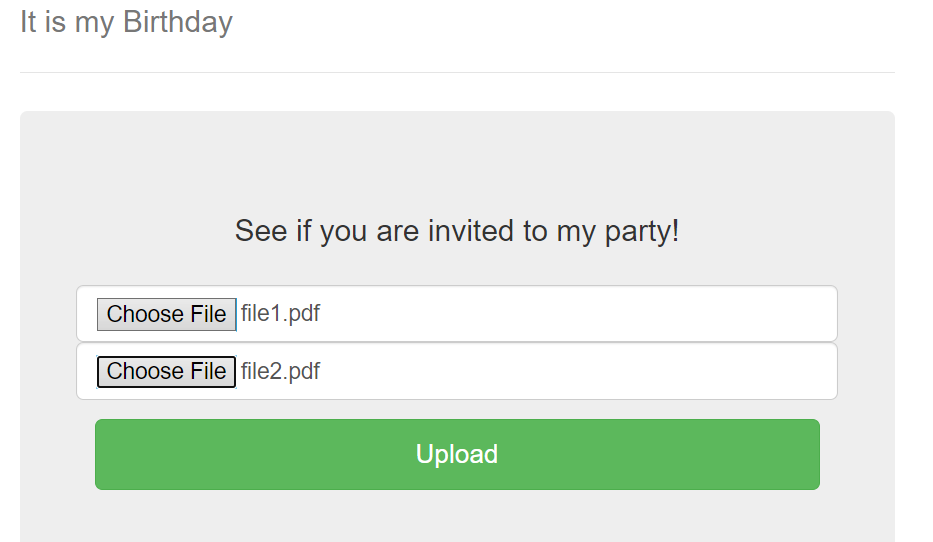 It is my Birthday
See if you are invited to my party!
Choose File file1.pdf
Choose File file2.pdf
Upload